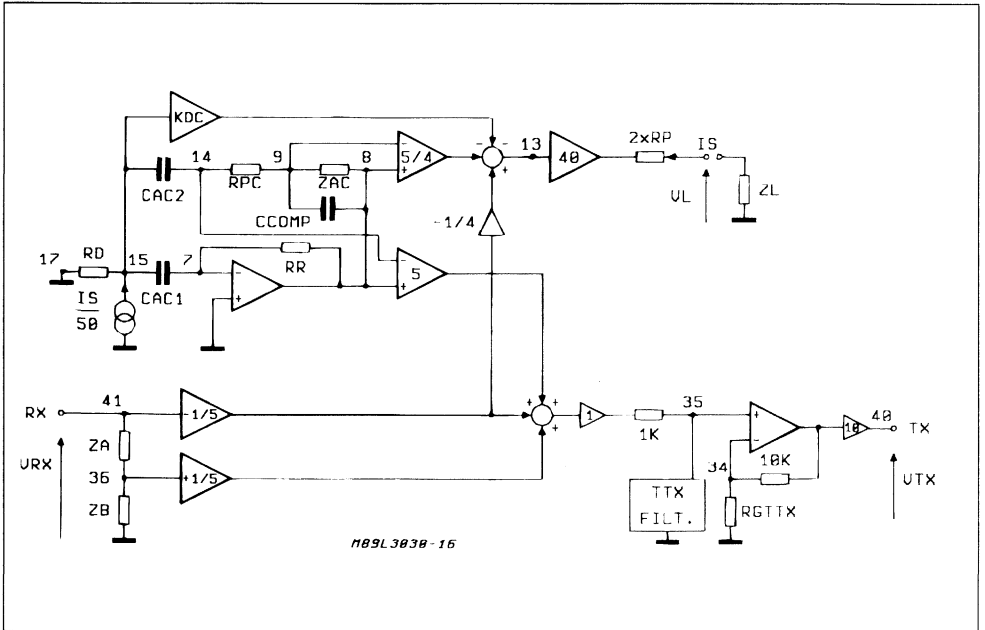 KDC
14
9
8
5/4
13
40
2xRP
IS
CAC2
RPC
ZAC
CCOMP
VL
ZL
-1/4
17
RD
15
7
RR
5
IS
50
CAC1
RX
41
-1/5
VRX
ZA
36
+1/5
ZB
1
1K
35
10
40
TX
34
10K
TTX
FILT.
RGTTX
VTX
M89L3030-16